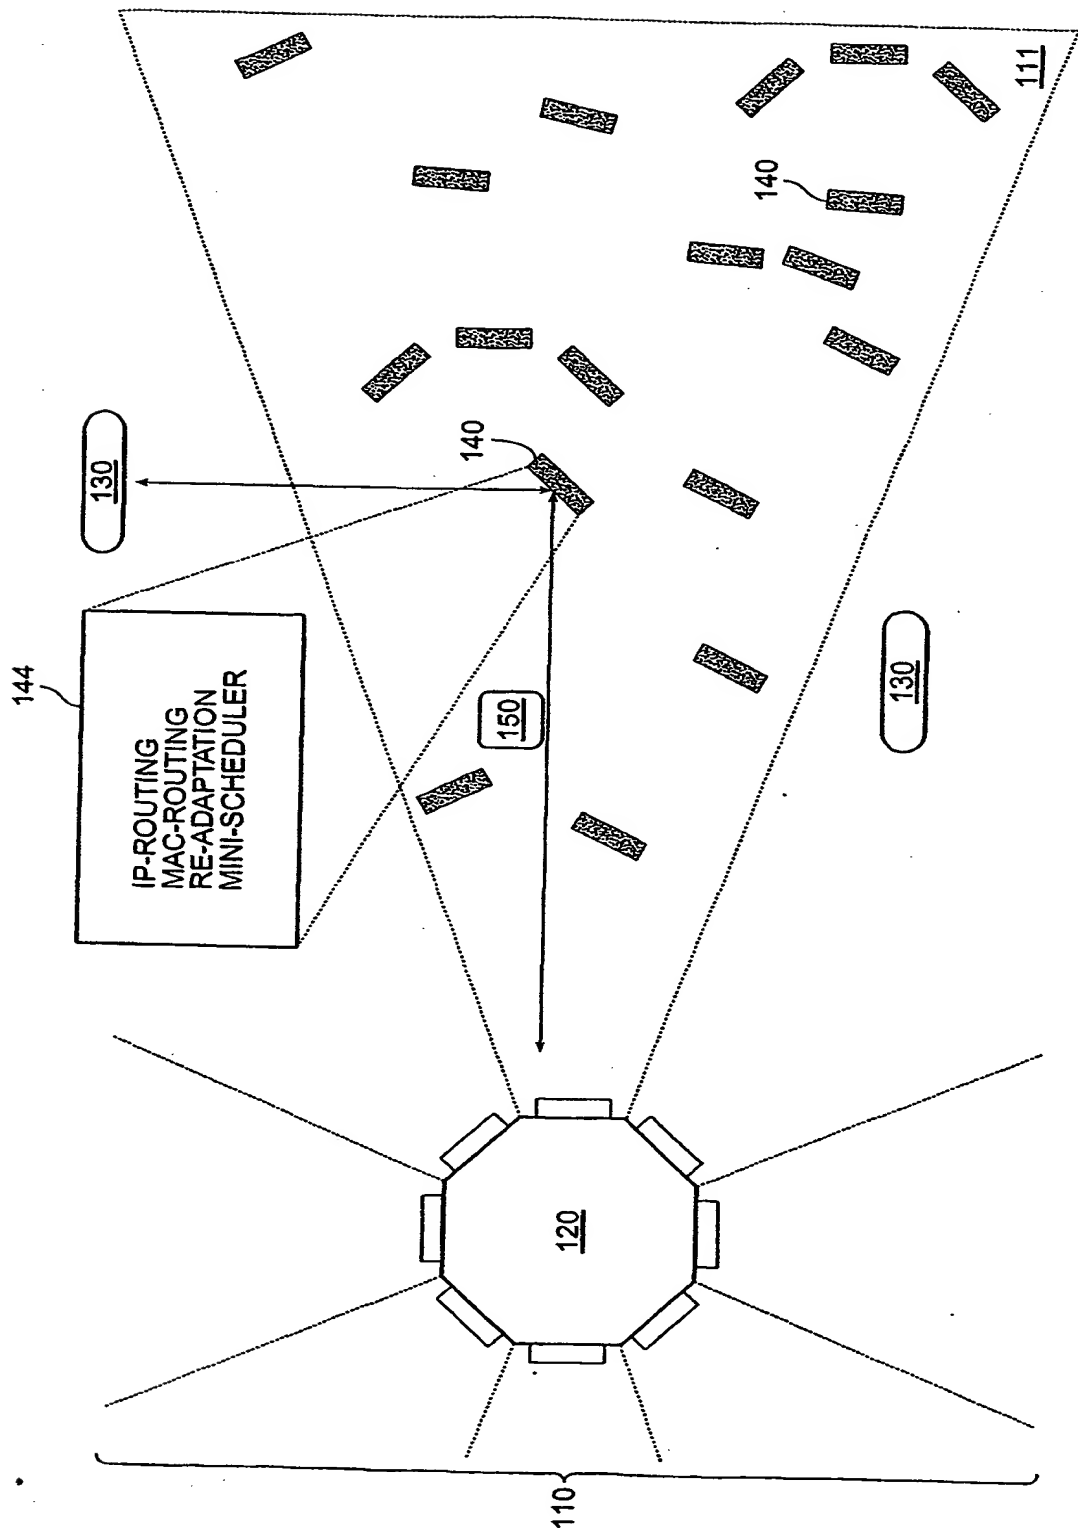 144
IP-ROUTING
MAC-ROUTING
RE-ADAPTATION
MINI-SCHEDULER
130
140
150
140
111
130
120
110